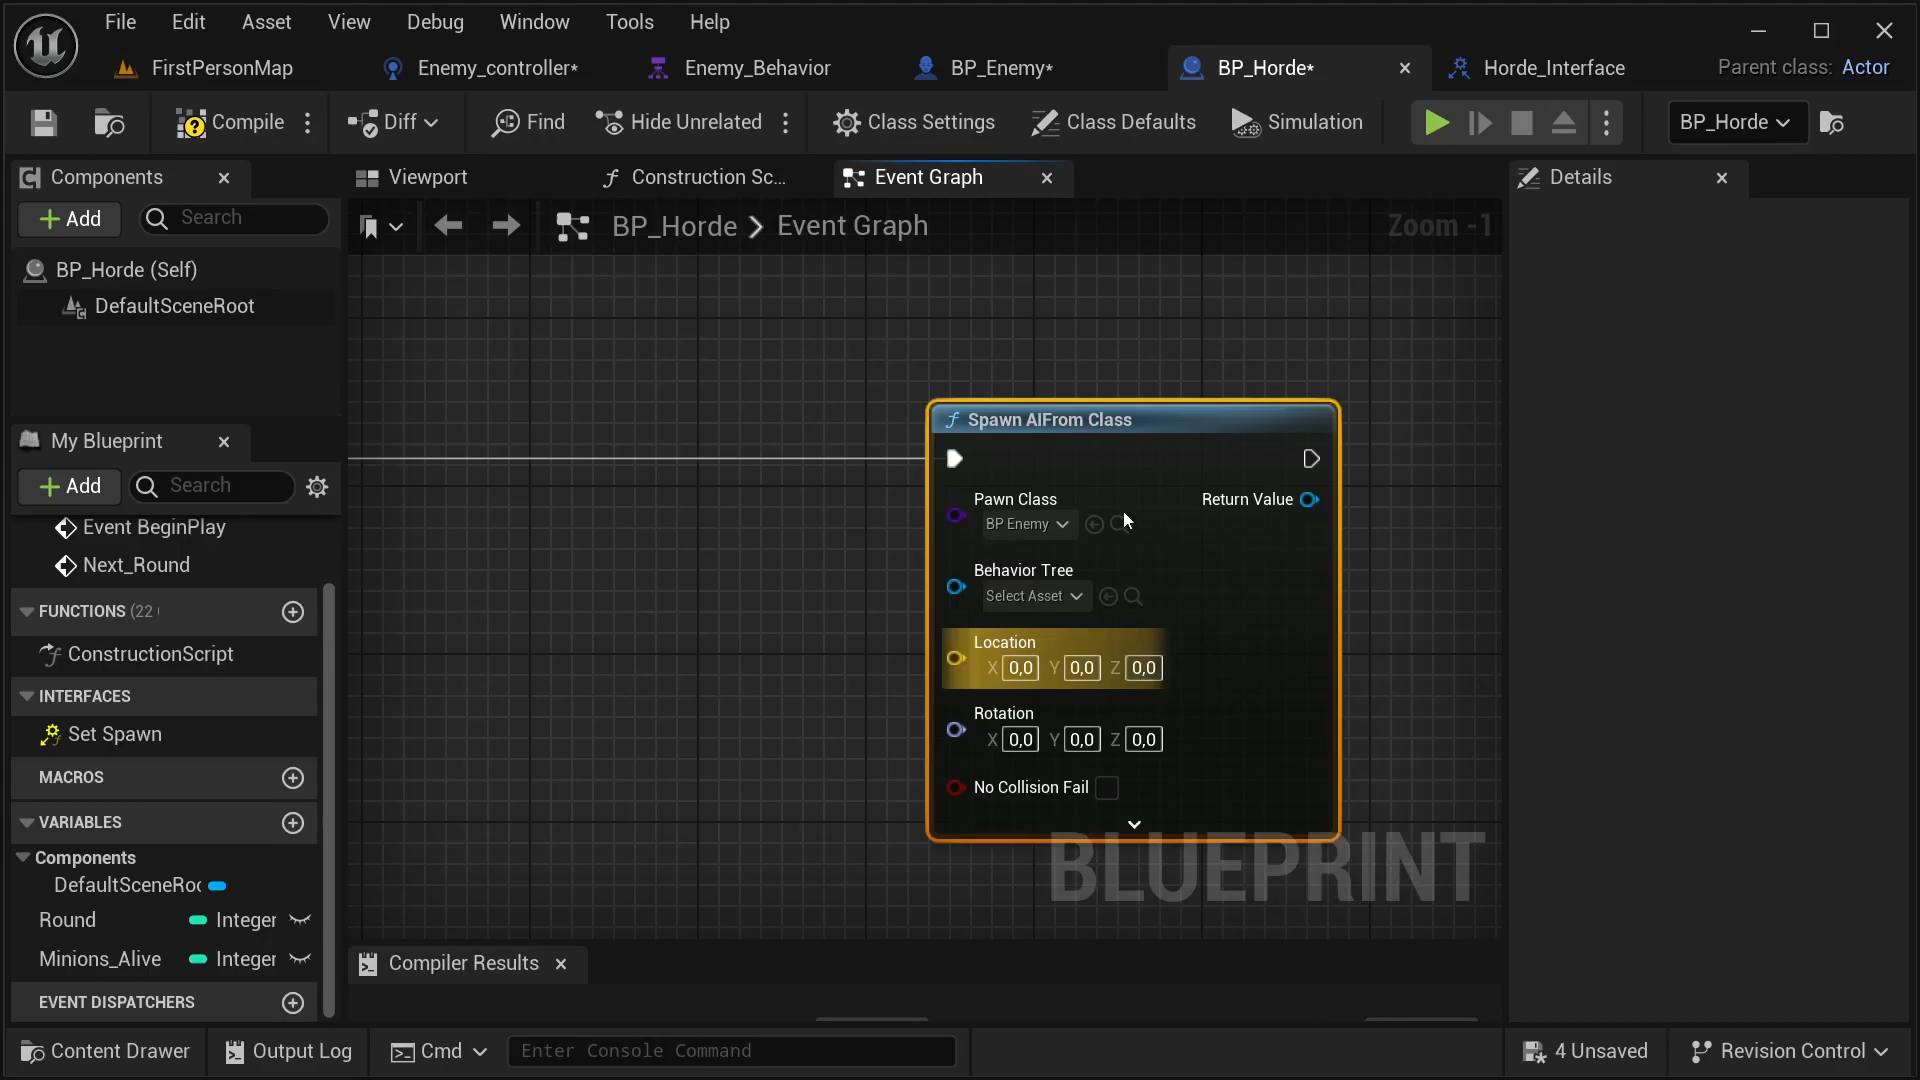 File Edit Asset View Debug Window Tools Help
FirstPersonMap Enemy_controller* Enemy_Behavior BP_Enemy* BP_Horde* Horde_Interface Parent class: Actor
Compile Diff Find Hide Unrelated Class Settings Class Defaults Simulation BP_Horde
Components Viewport Construction Sc... Event Graph Details
Add Search
BP_Horde > Event Graph Zoom -1
BP_Horde (Self)
DefaultSceneRoot
My Blueprint
Add Search
Event BeginPlay
Next_Round
FUNCTIONS (22
ConstructionScript
INTERFACES
Set Spawn
MACROS
VARIABLES
Components
DefaultSceneRoo
Round Integer
Minions_Alive Integer
EVENT DISPATCHERS
Spawn AIFrom Class
Pawn Class Return Value
BP Enemy
Behavior Tree
Select Asset
Location
X 0,0 Y 0,0 Z 0,0
Rotation
X 0,0 Y 0,0 Z 0,0
No Collision Fail
BLUEPRINT
Compiler Results
Content Drawer Output Log Cmd Enter Console Command 4 Unsaved Revision Control